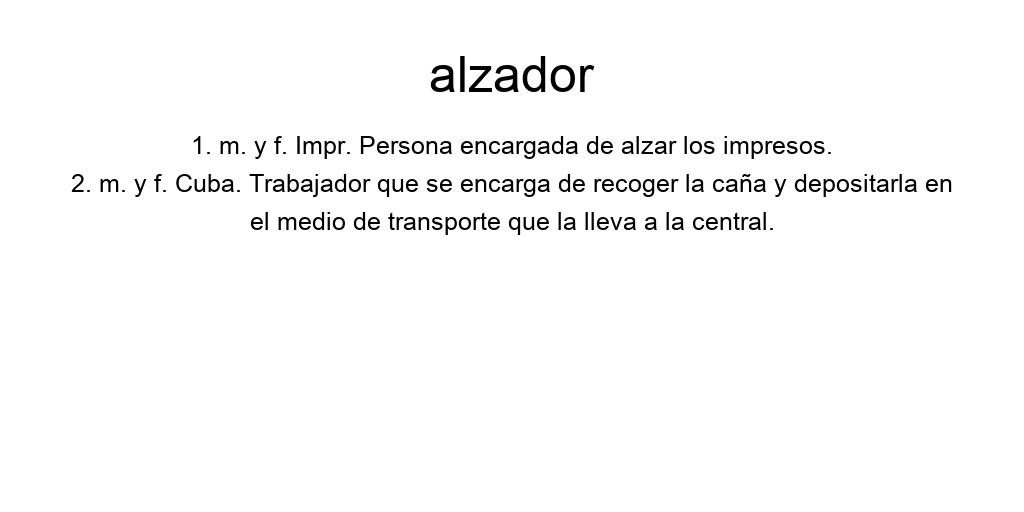 alzador
1. m. y f. Impr. Persona encargada de alzar los impresos.
2. m. y f. Cuba. Trabajador que se encarga de recoger la caña y depositarla en
el medio de transporte que la lleva a la central.